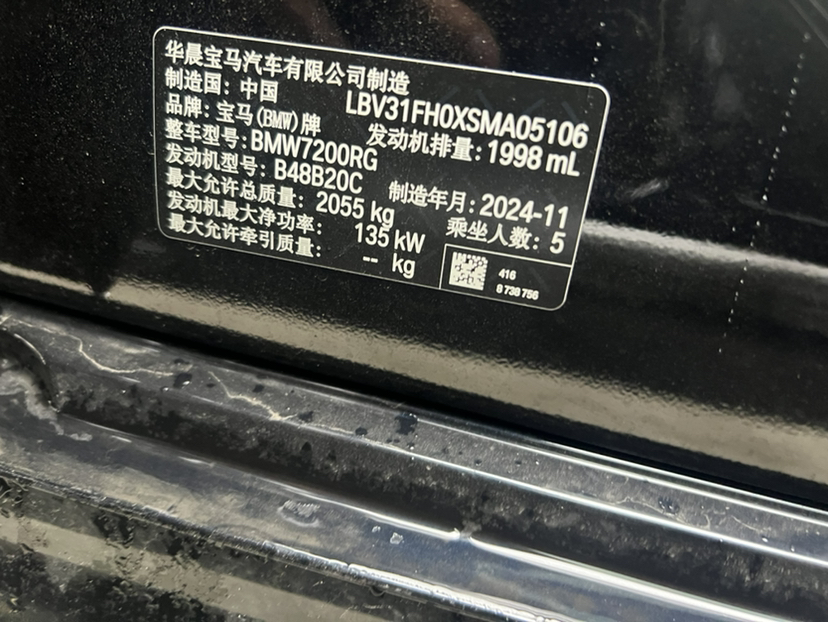 华晨宝马汽车有限公司制造
制造国: 中国 LBV31FH0XSMA05106
品牌: 宝马(BMW)牌 发动机排量: 1998 mL
整车型号: BMW7200RG
发动机型号: B48B20C 制造年月: 2024-11
最大允许总质量: 2055 kg 乘坐人数: 5
发动机最大净功率: 135 kW
最大允许牵引质量: -- kg
416
8 738 756